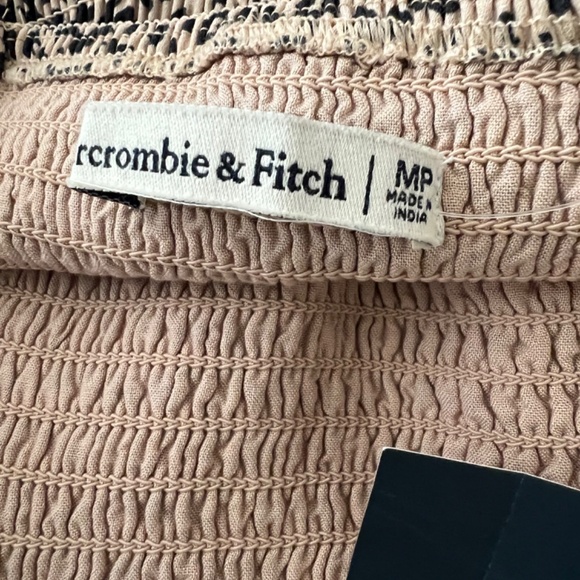 rcrombie & Fitch | MP
MADE IN
INDIA